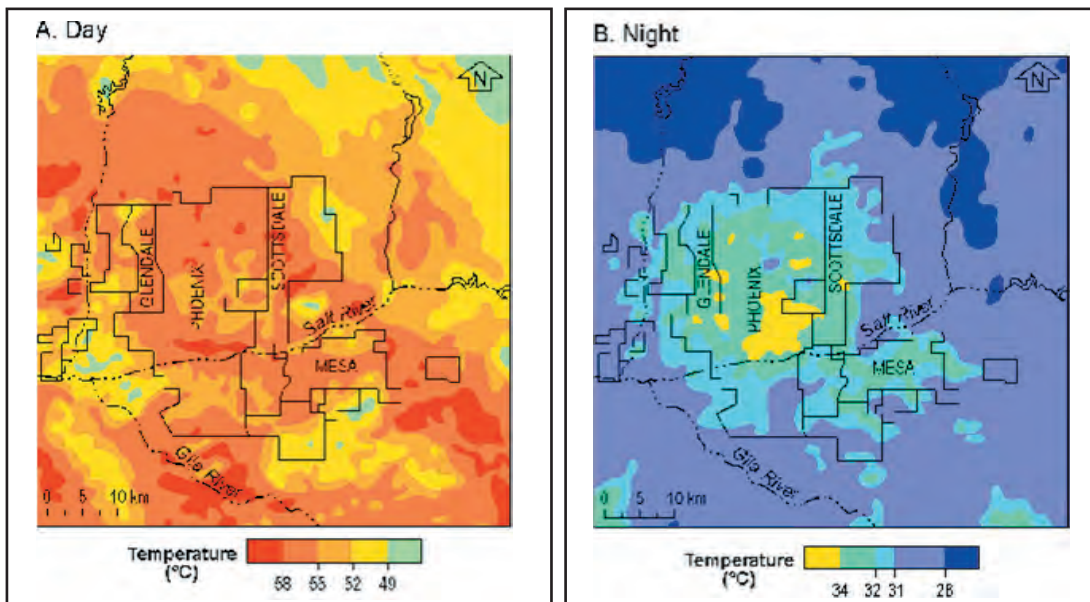 A. Day
N
GLENDALE
PHOENIX
SCOTTSDALE
Salt River
MESA
Gila River
0 5 10 km
Temperature
(°C)
58 55 52 49
B. Night
N
GLENDALE
PHOENIX
SCOTTSDALE
Salt River
MESA
Gila River
0 5 10 km
Temperature
(°C)
34 32 31 28